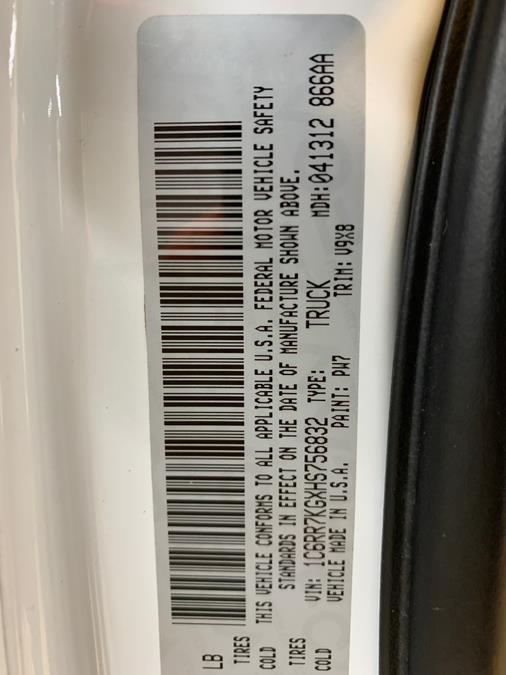 LB
TIRES
COLD
THIS VEHICLE CONFORMS TO ALL APPLICABLE U.S.A. FEDERAL MOTOR VEHICLE SAFETY
STANDARDS IN EFFECT ON THE DATE OF MANUFACTURE SHOWN ABOVE.
TIRES
COLD
VIN: 1C6RR7KGXHS756832 TYPE: TRUCK MDH:041312 866AA
VEHICLE MADE IN U.S.A. PAINT: PW7 TRIM: V9X8